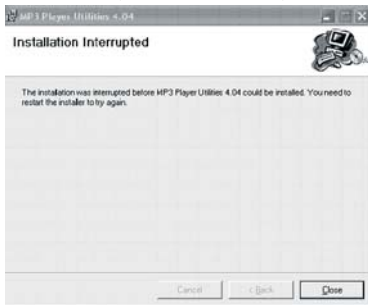 MP3 Player Utilities 4.04
Installation Interrupted
The installation was interrupted before MP3 Player Utilities 4.04 could be installed. You need to
restart the installer to try again.
Cancel
< Back
Close